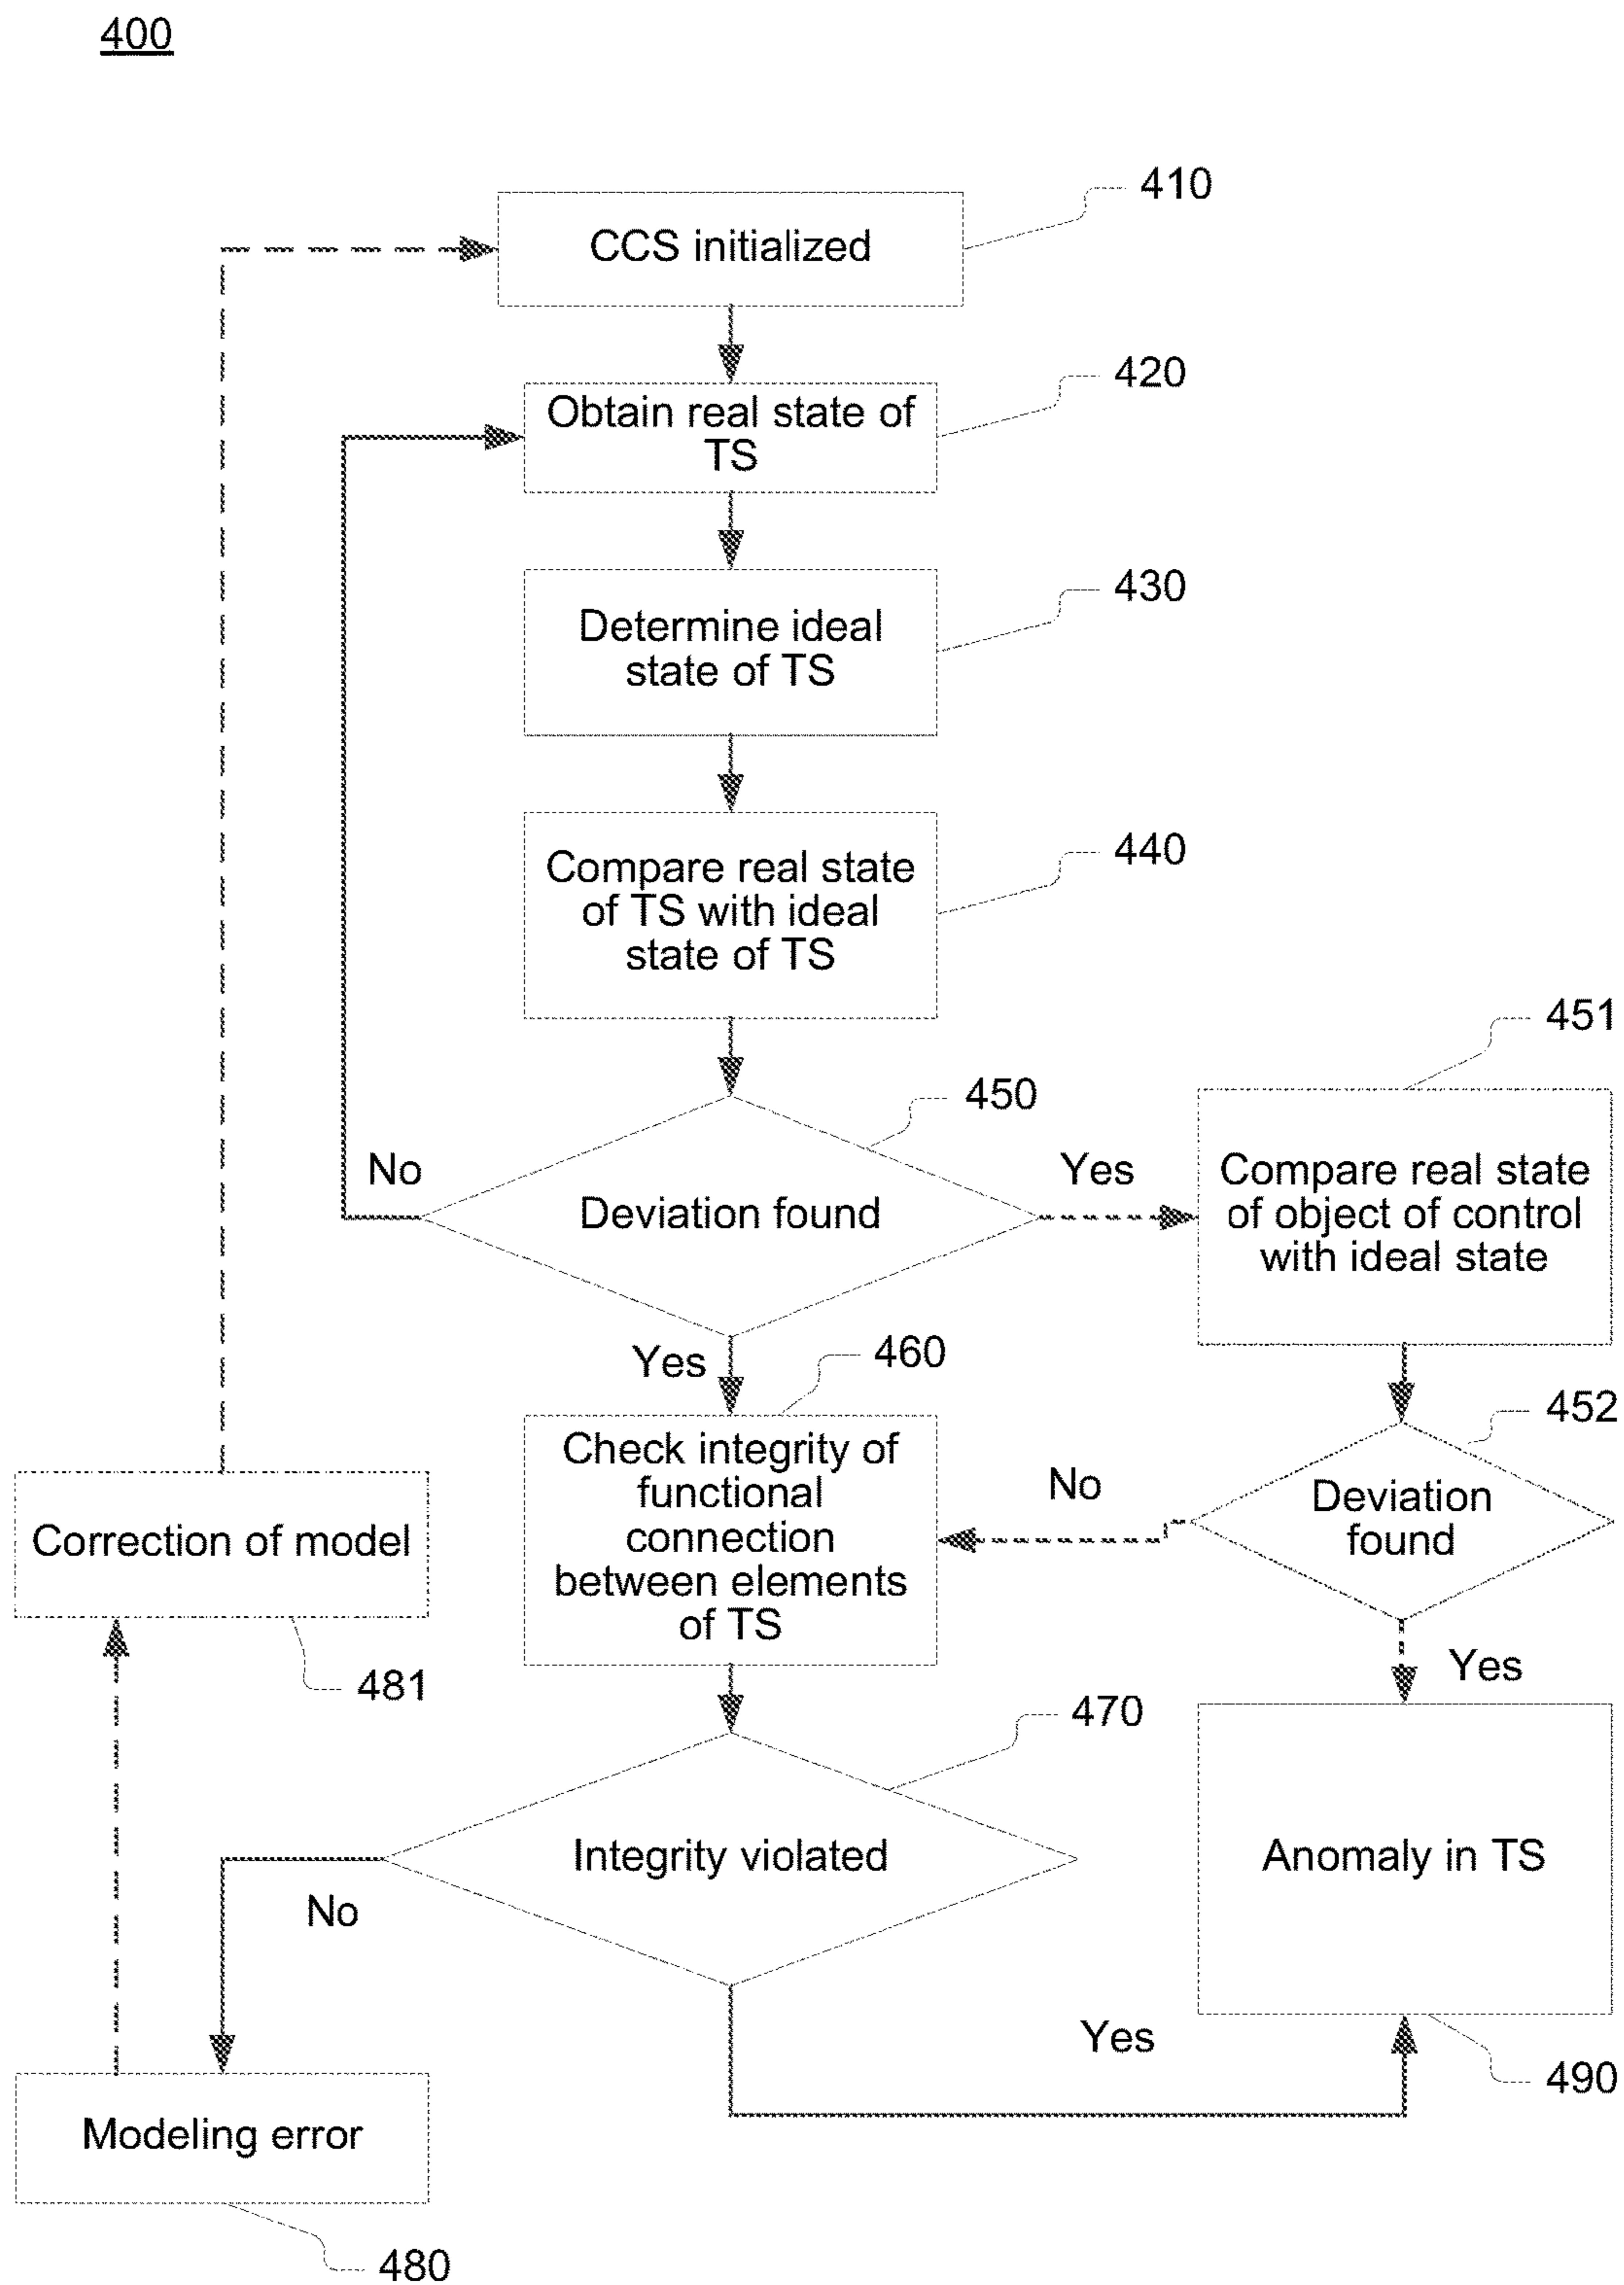 400
410
CCS initialized
420
Obtain real state of
TS
430
Determine ideal
state of TS
440
Compare real state
of TS with ideal
state of TS
451
450
No
Yes
Deviation found
Compare real state
of object of control
with ideal state
Yes
460
452
Check integrity of
functional
connection
between elements
of TS
No
Deviation
found
Correction of model
481
Yes
470
Integrity violated
No
Anomaly in TS
Yes
490
Modeling error
480